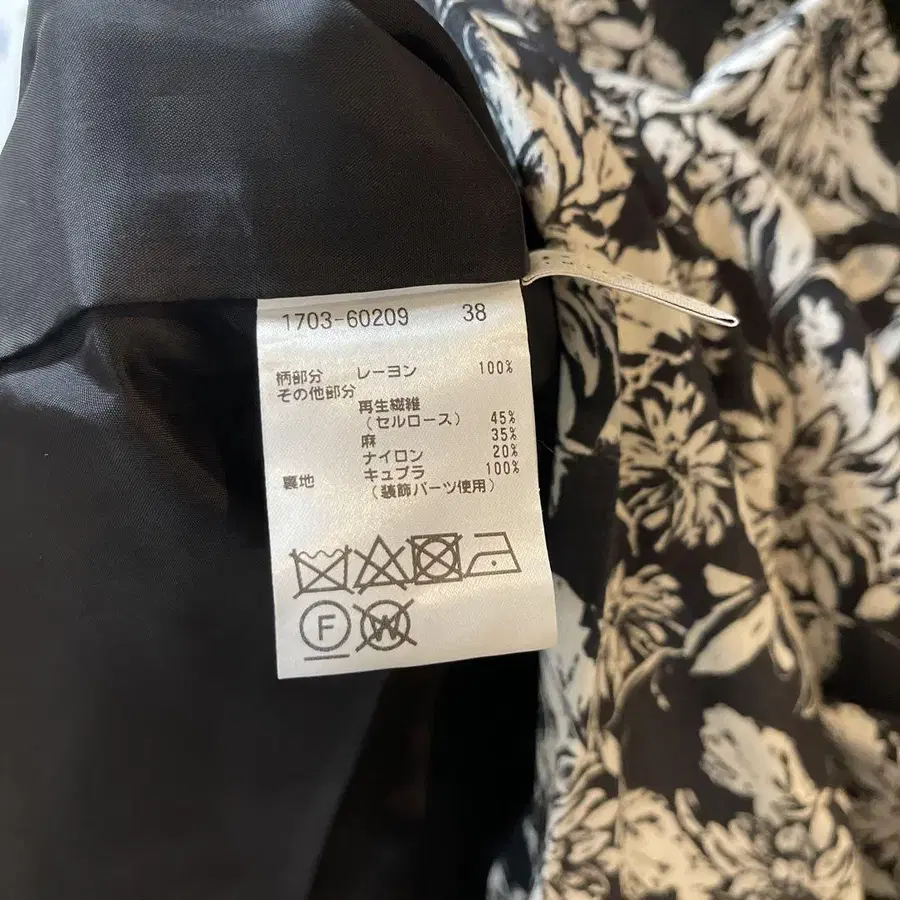 1703-60209 38
柄部分 レーヨン 100%
その他部分
再生繊維
(セルロース) 45%
麻 35%
ナイロン 20%
裏地 キュプラ 100%
(装飾パーツ使用)
F W